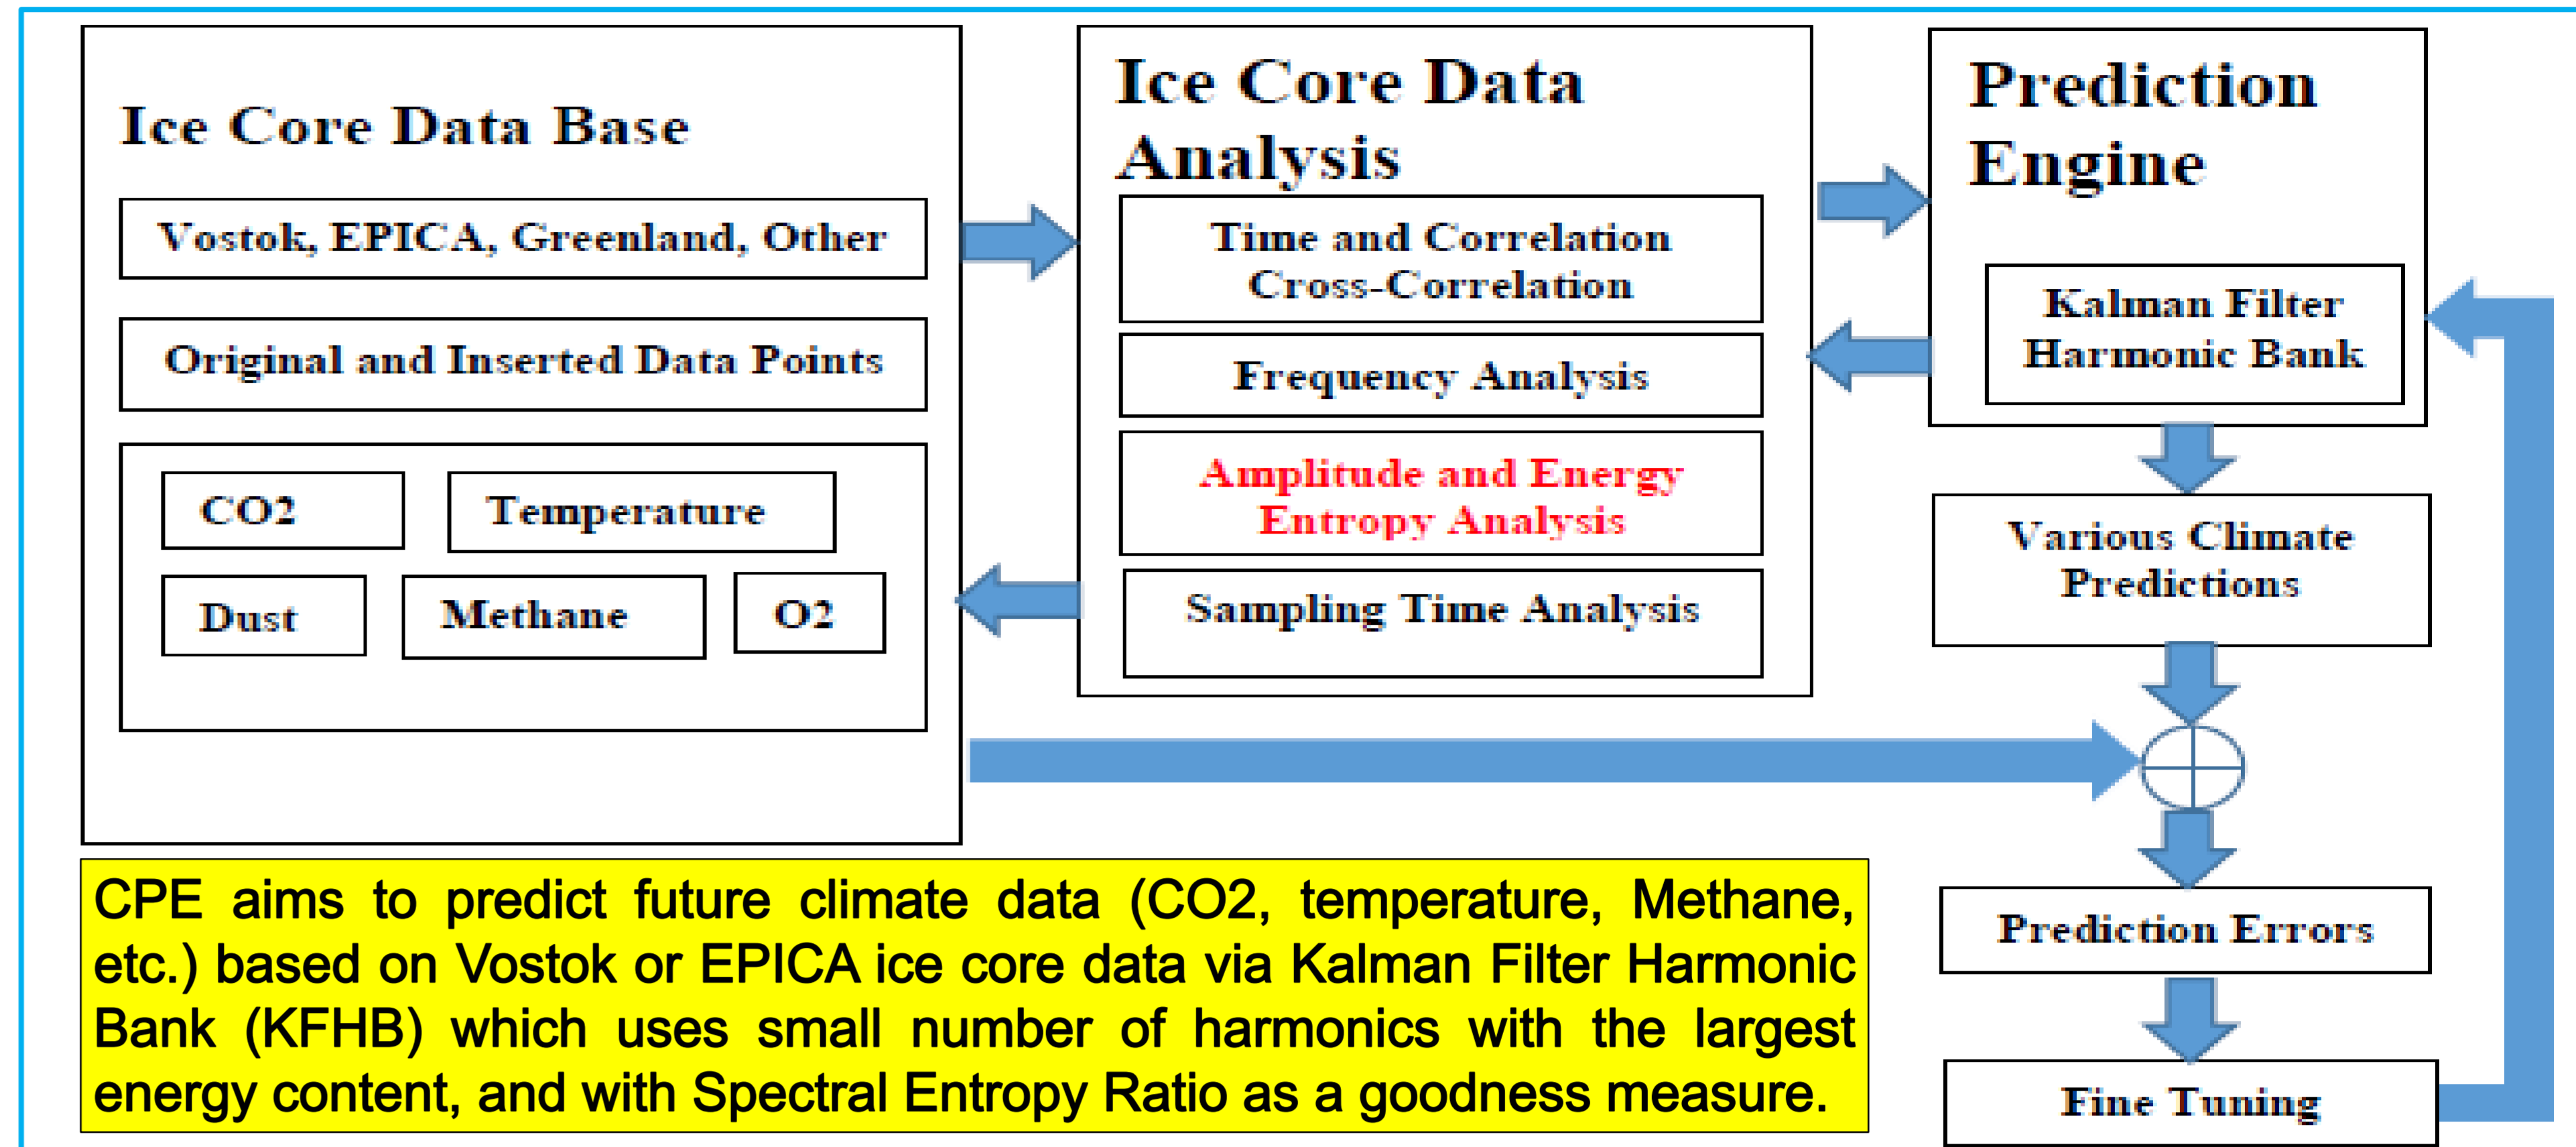 Ice Core Data Base
Vostok, EPICA, Greenland, Other
Original and Inserted Data Points
CO2
Temperature
Dust
Methane
O2
Ice Core Data
Analysis
Time and Correlation
Cross-Correlation
Frequency Analysis
Amplitude and Energy
Entropy Analysis
Sampling Time Analysis
Prediction
Engine
Kalman Filter
Harmonic Bank
Various Climate
Predictions
Prediction Errors
Fine Tuning
CPE aims to predict future climate data (CO2, temperature, Methane,
etc.) based on Vostok or EPICA ice core data via Kalman Filter Harmonic
Bank (KFHB) which uses small number of harmonics with the largest
energy content, and with Spectral Entropy Ratio as a goodness measure.